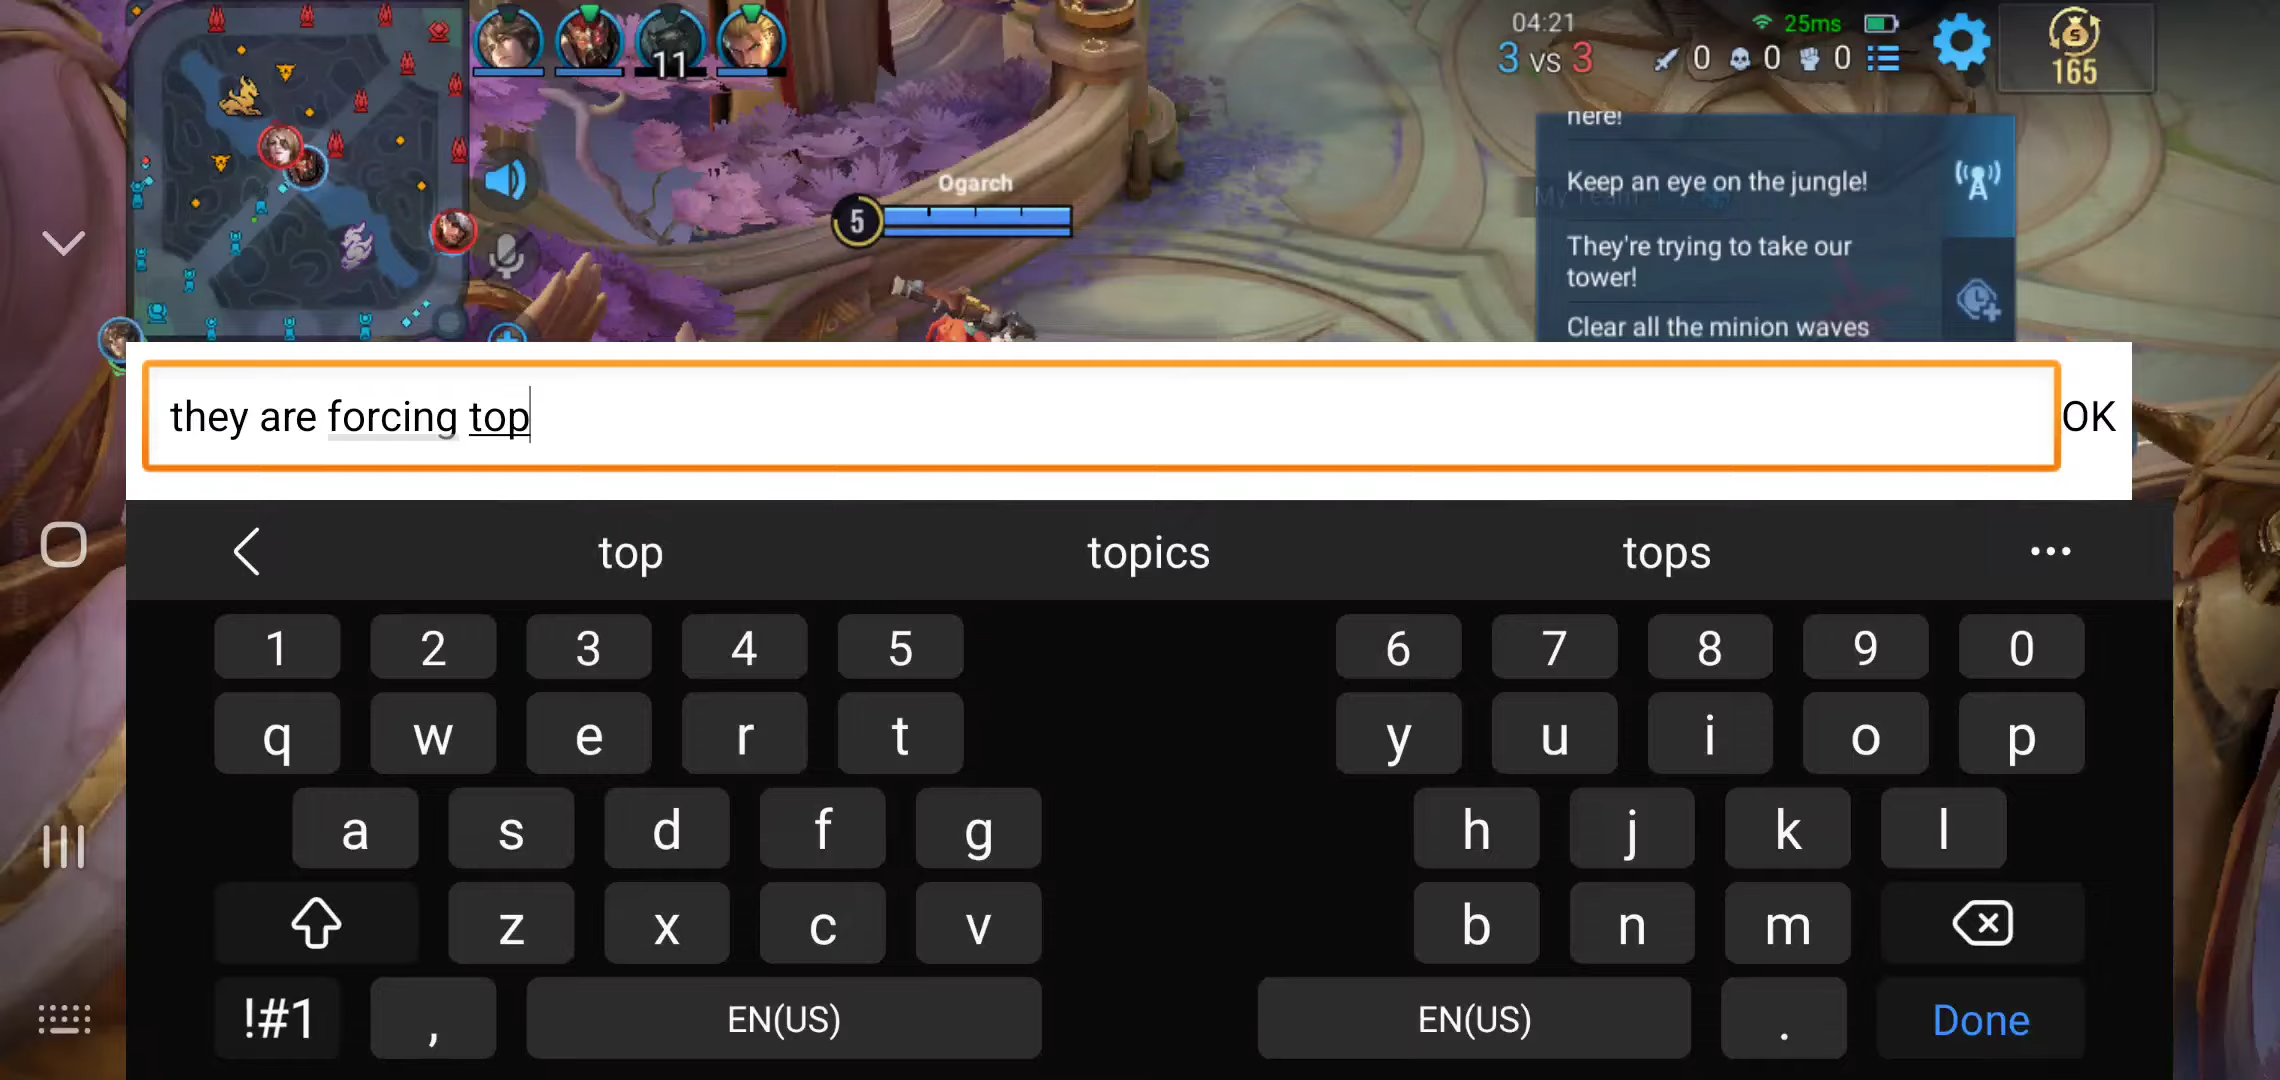 04:21
25ms
3 vs 3
0 0 0
165
11
here!
Keep an eye on the jungle!
My Team
They're trying to take our
tower!
Clear all the minion waves
Ogarch
5
they are forcing top
OK
top topics tops
1 2 3 4 5 6 7 8 9 0
q w e r t y u i o p
a s d f g h j k l
z x c v b n m
!#1 , EN(US) EN(US) . Done